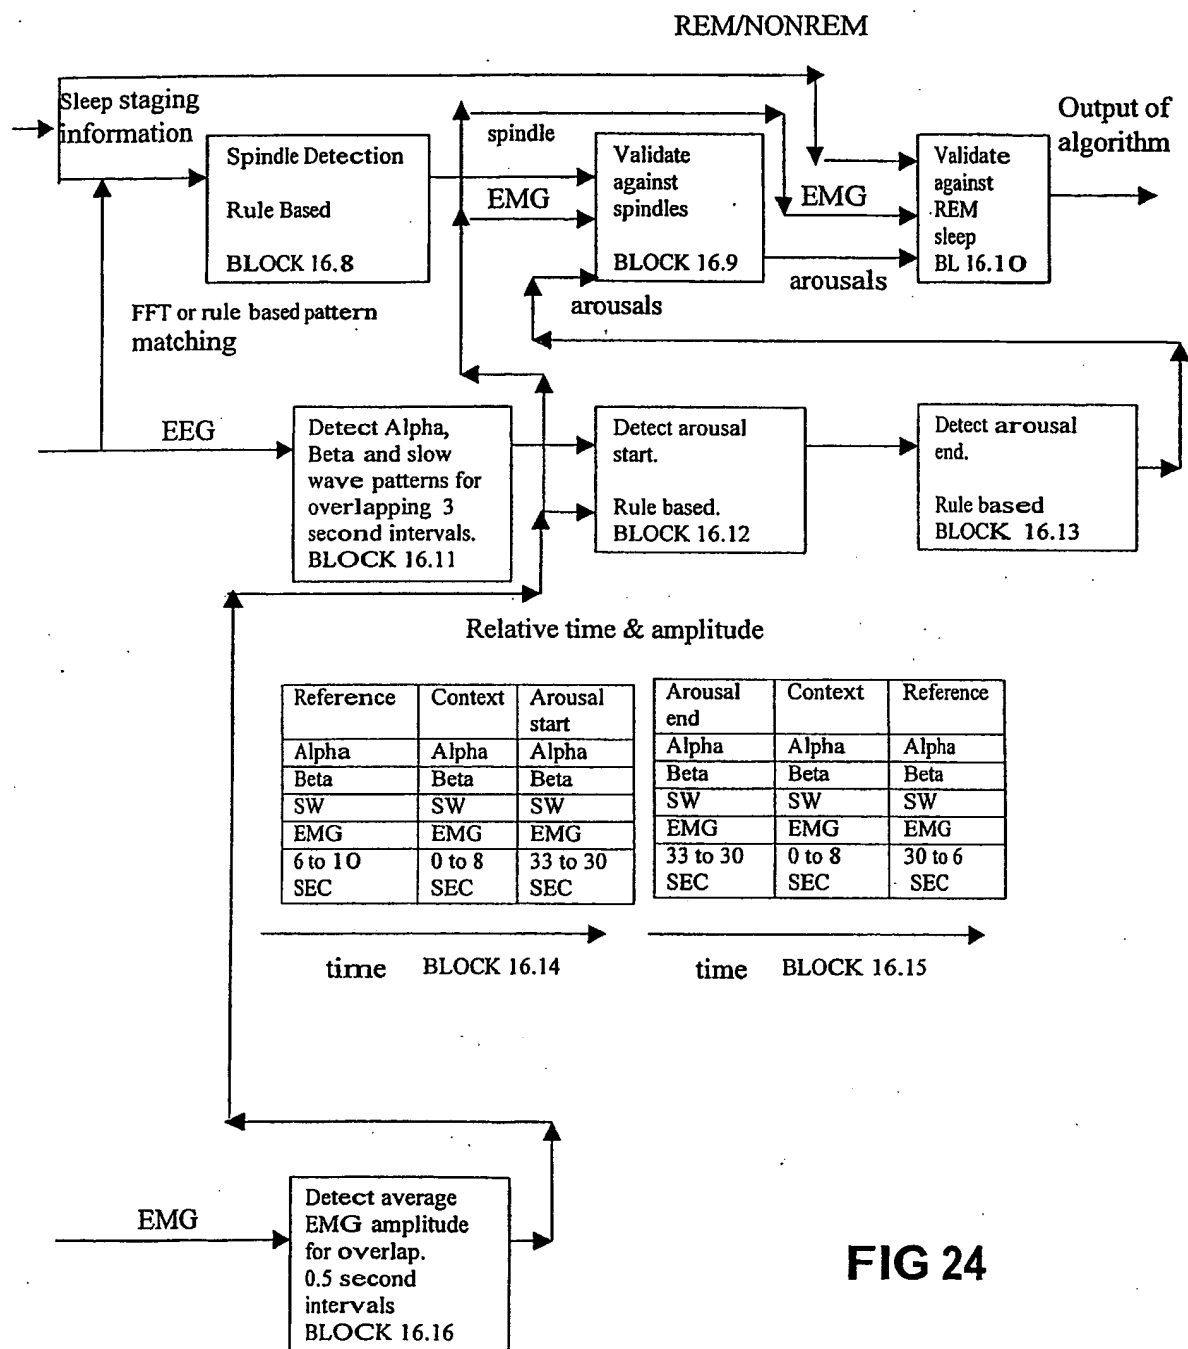 REM/NONREM
Sleep staging
information
spindle
Output of
algorithm
Spindle Detection
Rule Based
BLOCK 16.8
EMG
Validate
against
spindles
BLOCK 16.9
EMG
Validate
against
REM
sleep
BL 16.10
arousals
arousals
FFT or rule based pattern
matching
EEG
Detect Alpha,
Beta and slow
wave patterns for
overlapping 3
second intervals.
BLOCK 16.11
Detect arousal
start.
Rule based.
BLOCK 16.12
Detect arousal
end.
Rule based
BLOCK 16.13
Relative time & amplitude
Reference Context Arousal
start
Alpha Alpha Alpha
Beta Beta Beta
SW SW SW
EMG EMG EMG
6 to 10 0 to 8 33 to 30
SEC SEC SEC
time BLOCK 16.14
Arousal Context Reference
end
Alpha Alpha Alpha
Beta Beta Beta
SW SW SW
EMG EMG EMG
33 to 30 0 to 8 30 to 6
SEC SEC SEC
time BLOCK 16.15
EMG
Detect average
EMG amplitude
for overlap.
0.5 second
intervals
BLOCK 16.16
FIG 24